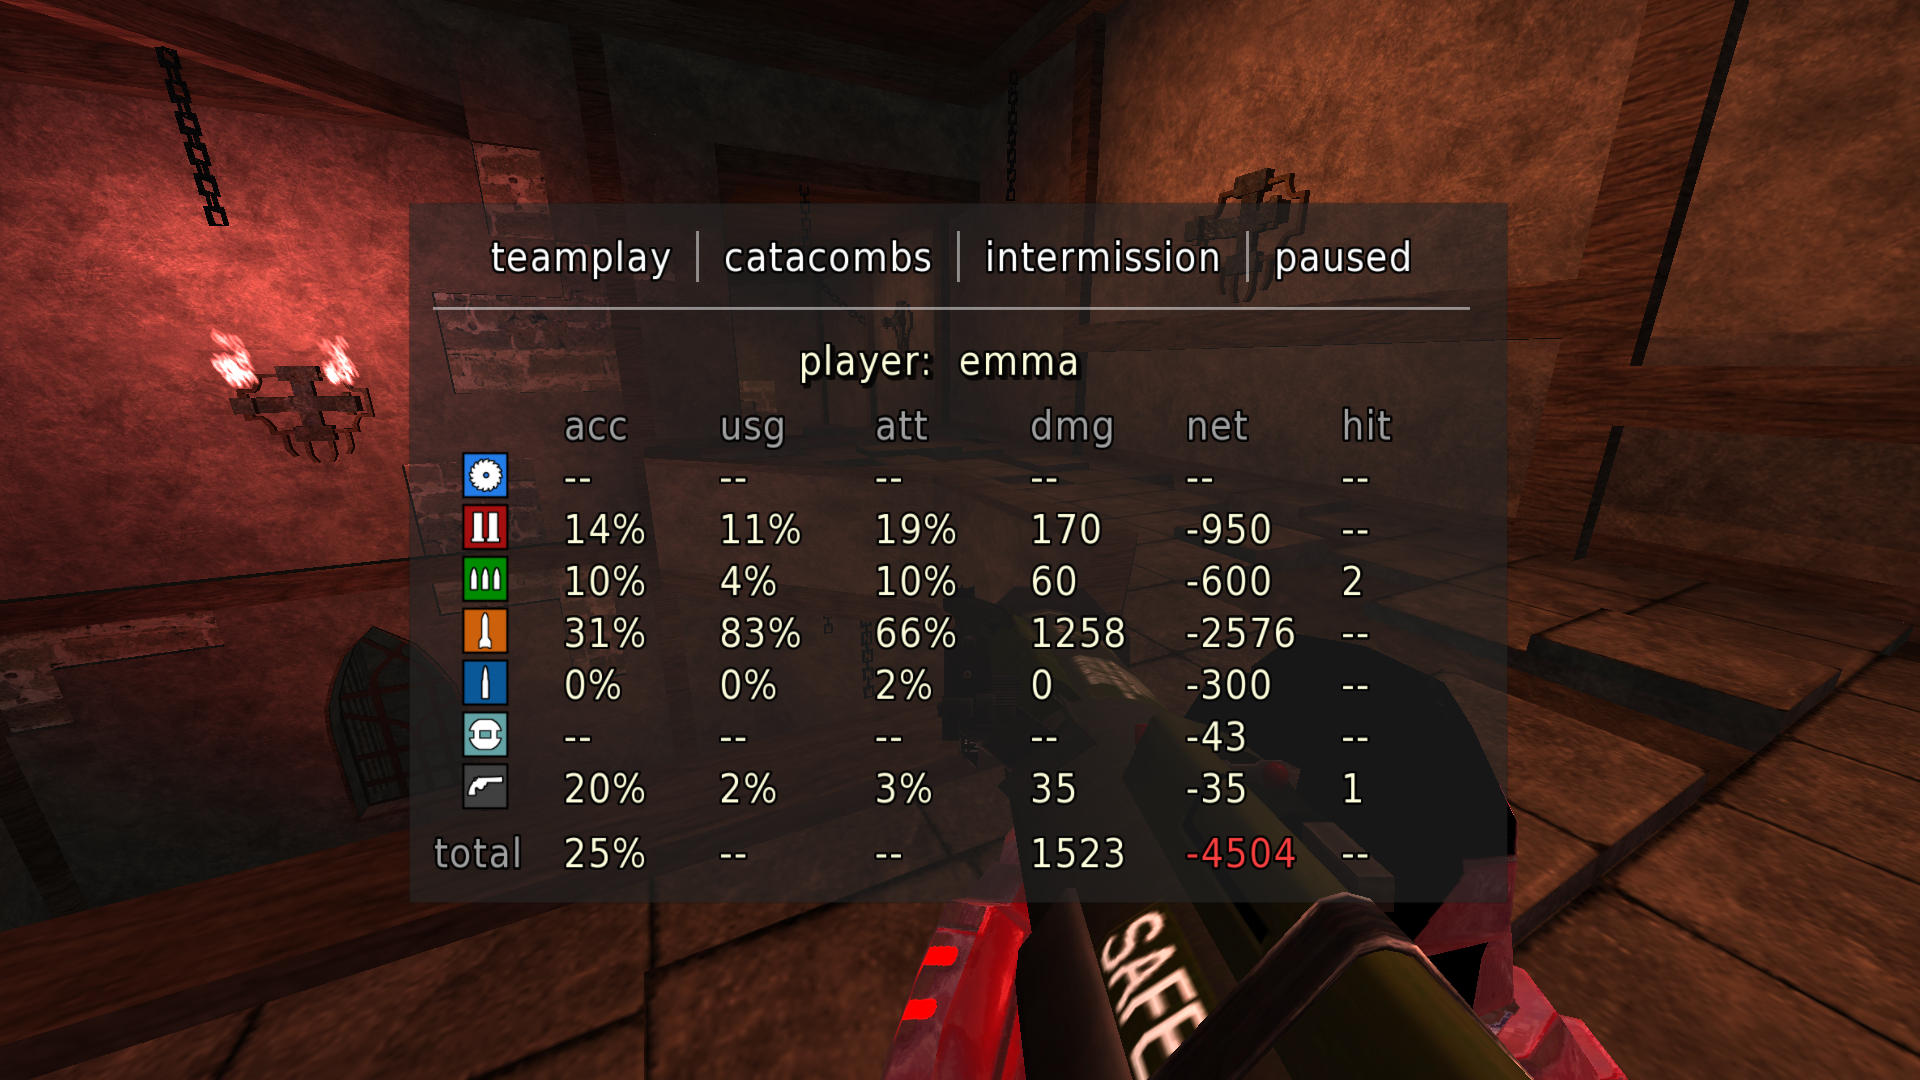 teamplay | catacombs | intermission | paused
player: emma
acc usg att dmg net hit
-- -- -- -- -- --
14% 11% 19% 170 -950 --
10% 4% 10% 60 -600 2
31% 83% 66% 1258 -2576 --
0% 0% 2% 0 -300 --
-- -- -- -- -43 --
20% 2% 3% 35 -35 1
total 25% -- -- 1523 -4504 --
SAFE